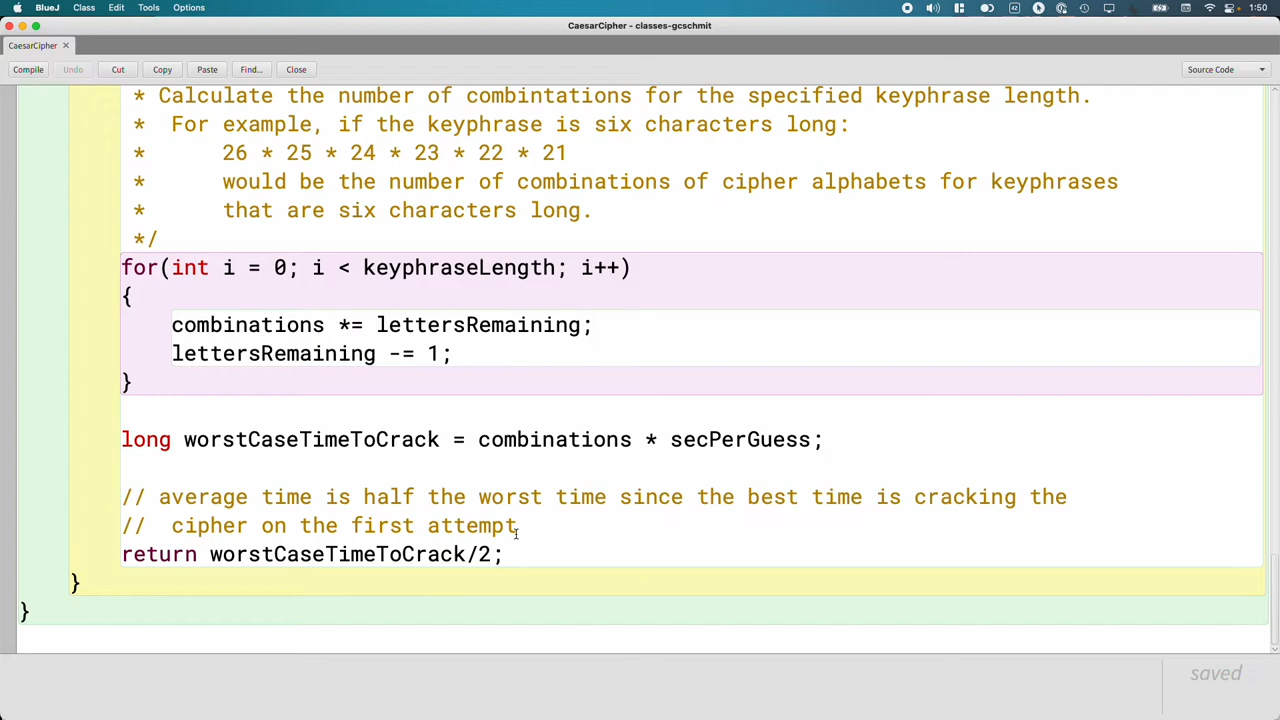 BlueJ Class Edit Tools Options 1:50
CaesarCipher - classes-gcschmit
CaesarCipher ×
Compile Undo Cut Copy Paste Find... Close Source Code
* Calculate the number of combintations for the specified keyphrase length.
* For example, if the keyphrase is six characters long:
* 26 * 25 * 24 * 23 * 22 * 21
* would be the number of combinations of cipher alphabets for keyphrases
* that are six characters long.
*/
for(int i = 0; i < keyphraseLength; i++)
{
combinations *= lettersRemaining;
lettersRemaining -= 1;
}
long worstCaseTimeToCrack = combinations * secPerGuess;
// average time is half the worst time since the best time is cracking the
// cipher on the first attempt
return worstCaseTimeToCrack/2;
}
}
saved